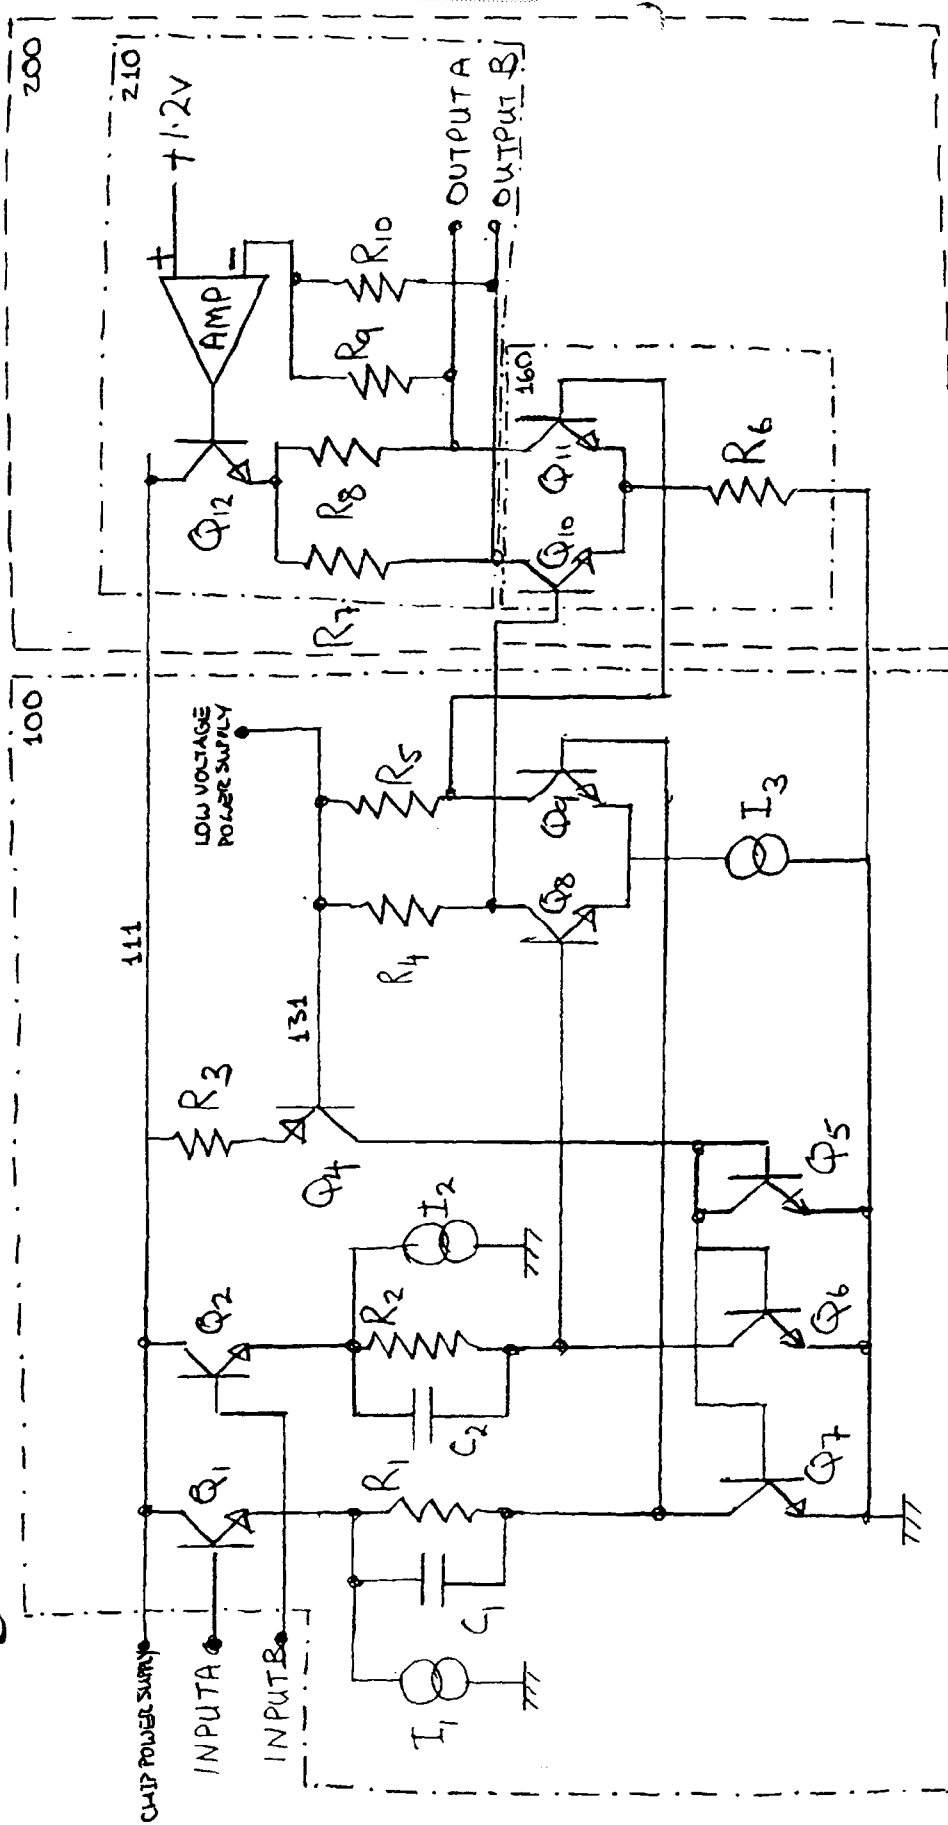 200
210
+1.2V
+
−
AMP
R10
R9
OUTPUT A
OUTPUT B
Q12
R8
R7
160
Q11
Q10
R6
100
LOW VOLTAGE
POWER SUPPLY
111
131
R5
R4
Q9
Q8
I3
R3
Q4
Q5
I2
Q2
R2
C2
Q6
Q1
R1
C1
Q7
I1
CHIP POWER SUPPLY
INPUT A
INPUT B